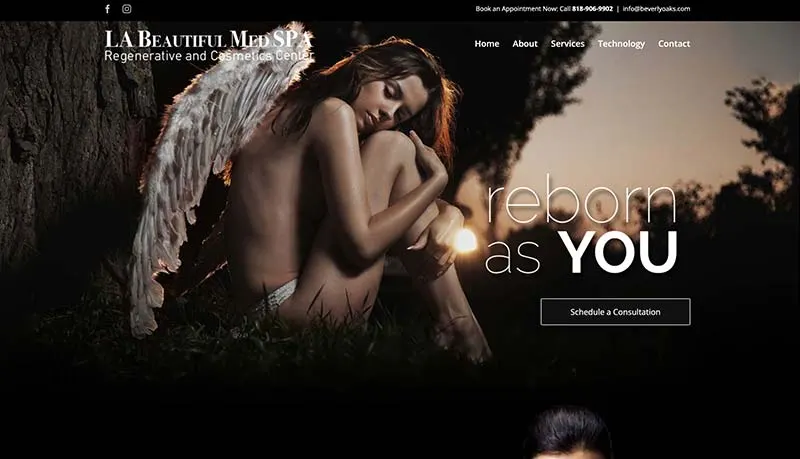 Book an Appointment Now: Call 818-906-9902 | info@beverlyoaks.com
LA BEAUTIFUL MED SPA
Regenerative and Cosmetics Center
Home About Services Technology Contact
reborn
as YOU
Schedule a Consultation